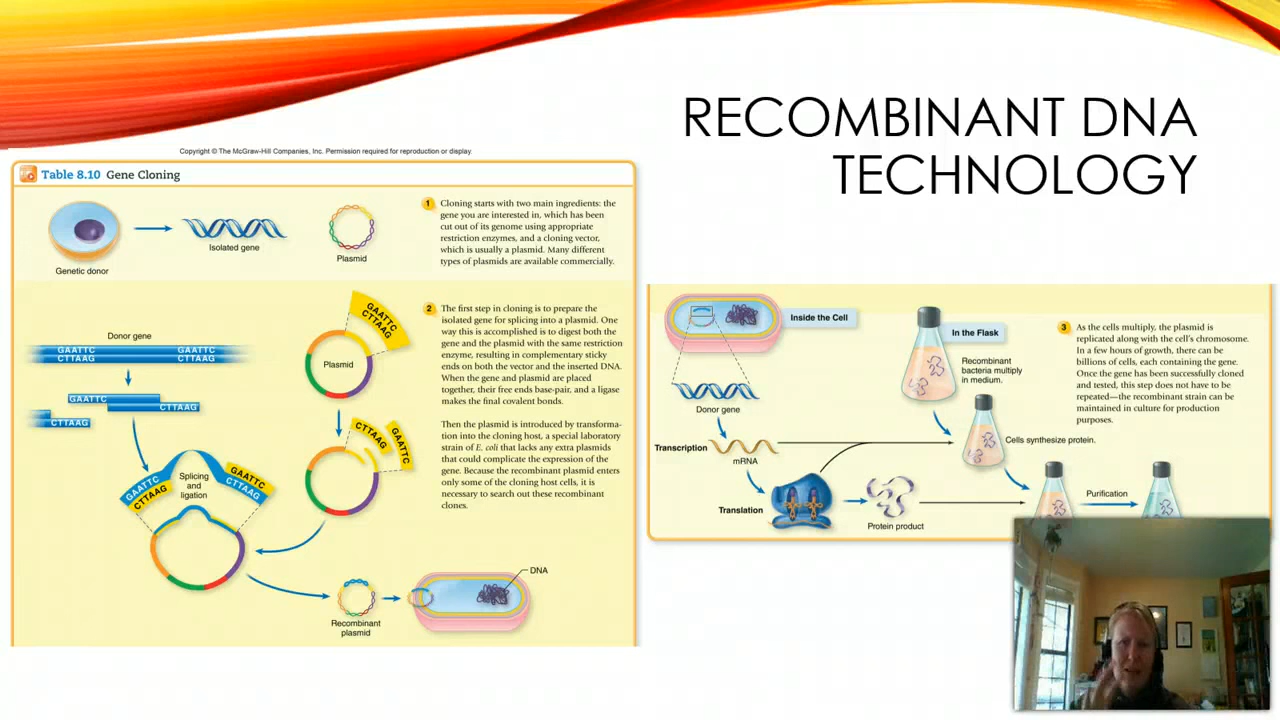 RECOMBINANT DNA
TECHNOLOGY
Copyright © The McGraw-Hill Companies, Inc. Permission required for reproduction or display.
Table 8.10 Gene Cloning
Genetic donor
Isolated gene
Plasmid
1 Cloning starts with two main ingredients: the
gene you are interested in, which has been
cut out of its genome using appropriate
restriction enzymes, and a cloning vector,
which is usually a plasmid. Many different
types of plasmids are available commercially.
Donor gene
GAATTC GAATTC
CTTAAG CTTAAG
GAATTC
CTTAAG
CTTAAG
GAATTC
CTTAAG
Plasmid
CTTAAG
GAATTC
GAATTC
CTTAAG
Splicing
and
ligation
GAATTC
CTTAAG
Recombinant
plasmid
DNA
2 The first step in cloning is to prepare the
isolated gene for splicing into a plasmid. One
way this is accomplished is to digest both the
gene and the plasmid with the same restriction
enzyme, resulting in complementary sticky
ends on both the vector and the inserted DNA.
When the gene and plasmid are placed
together, their free ends base-pair, and a ligase
makes the final covalent bonds.
Then the plasmid is introduced by transforma-
tion into the cloning host, a special laboratory
strain of E. coli that lacks any extra plasmids
that could complicate the expression of the
gene. Because the recombinant plasmid enters
only some of the cloning host cells, it is
necessary to search out these recombinant
clones.
Inside the Cell
Donor gene
Transcription
mRNA
Translation
Protein product
In the Flask
Recombinant
bacteria multiply
in medium.
Cells synthesize protein.
Purification
3 As the cells multiply, the plasmid is
replicated along with the cell's chromosome.
In a few hours of growth, there can be
billions of cells, each containing the gene.
Once the gene has been successfully cloned
and tested, this step does not have to be
repeated—the recombinant strain can be
maintained in culture for production
purposes.